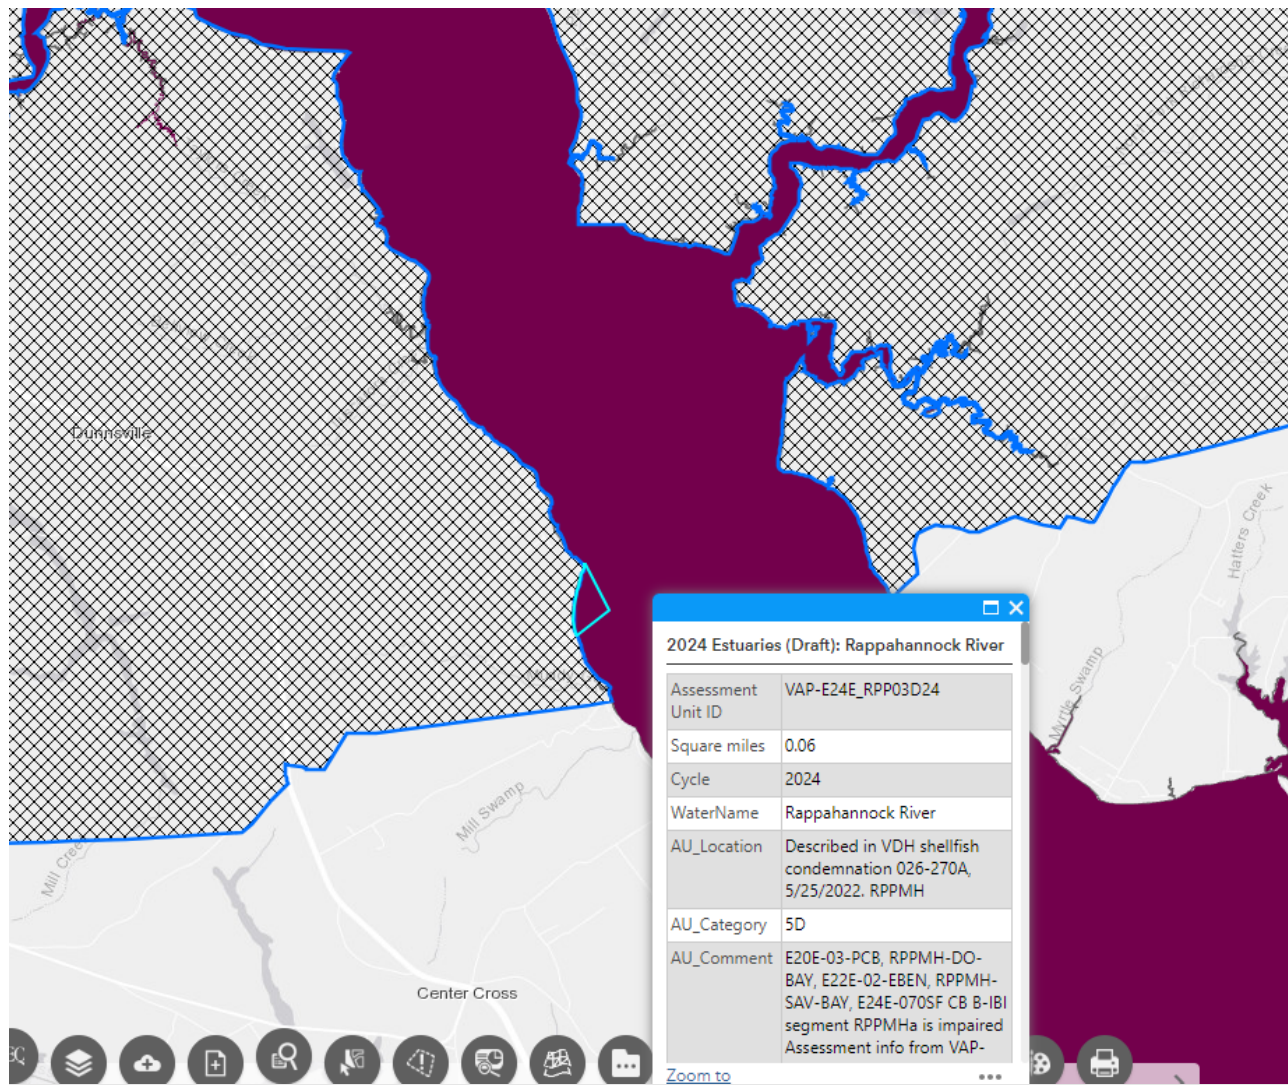 Dunnsville
Hatters Creek
Myrtle Swamp
Mill Swamp
Center Cross
2024 Estuaries (Draft): Rappahannock River
Assessment Unit ID VAP-E24E_RPP03D24
Square miles 0.06
Cycle 2024
WaterName Rappahannock River
AU_Location Described in VDH shellfish
condemnation 026-270A,
5/25/2022. RPPMH
AU_Category 5D
AU_Comment E20E-03-PCB, RPPMH-DO-
BAY, E22E-02-EBEN, RPPMH-
SAV-BAY, E24E-070SF CB B-IBI
segment RPPMHa is impaired
Assessment info from VAP-
Zoom to